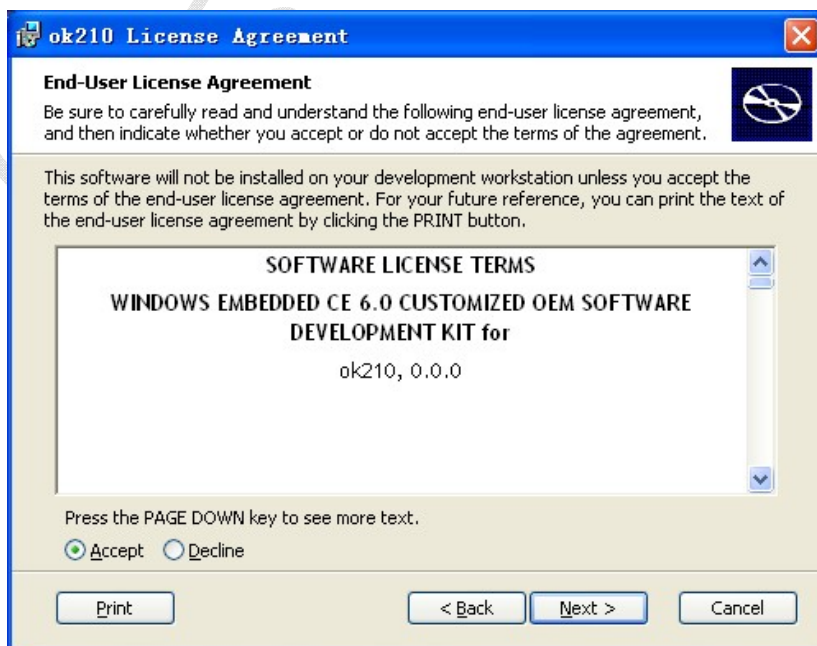 ok210 License Agreement
End-User License Agreement
Be sure to carefully read and understand the following end-user license agreement,
and then indicate whether you accept or do not accept the terms of the agreement.
This software will not be installed on your development workstation unless you accept the
terms of the end-user license agreement. For your future reference, you can print the text of
the end-user license agreement by clicking the PRINT button.
SOFTWARE LICENSE TERMS
WINDOWS EMBEDDED CE 6.0 CUSTOMIZED OEM SOFTWARE
DEVELOPMENT KIT for
ok210, 0.0.0
Press the PAGE DOWN key to see more text.
Accept Decline
Print < Back Next > Cancel